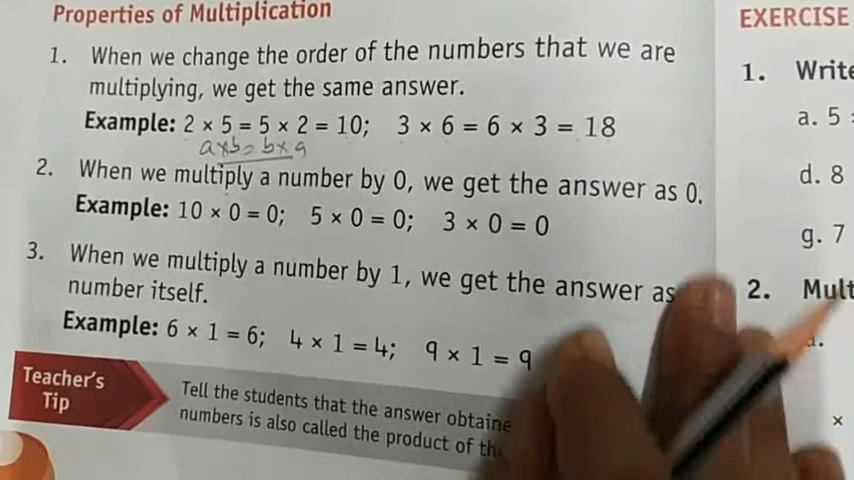 Properties of Multiplication
1. When we change the order of the numbers that we are
multiplying, we get the same answer.
Example: 2 × 5 = 5 × 2 = 10; 3 × 6 = 6 × 3 = 18
a×b = b×a
2. When we multiply a number by 0, we get the answer as 0.
Example: 10 × 0 = 0; 5 × 0 = 0; 3 × 0 = 0
3. When we multiply a number by 1, we get the answer as
number itself.
Example: 6 × 1 = 6; 4 × 1 = 4; 9 × 1 = 9
Teacher's
Tip
Tell the students that the answer
numbers is also called the product of
EXERCISE
1. Write
a. 5
d. 8
g. 7
2.
×